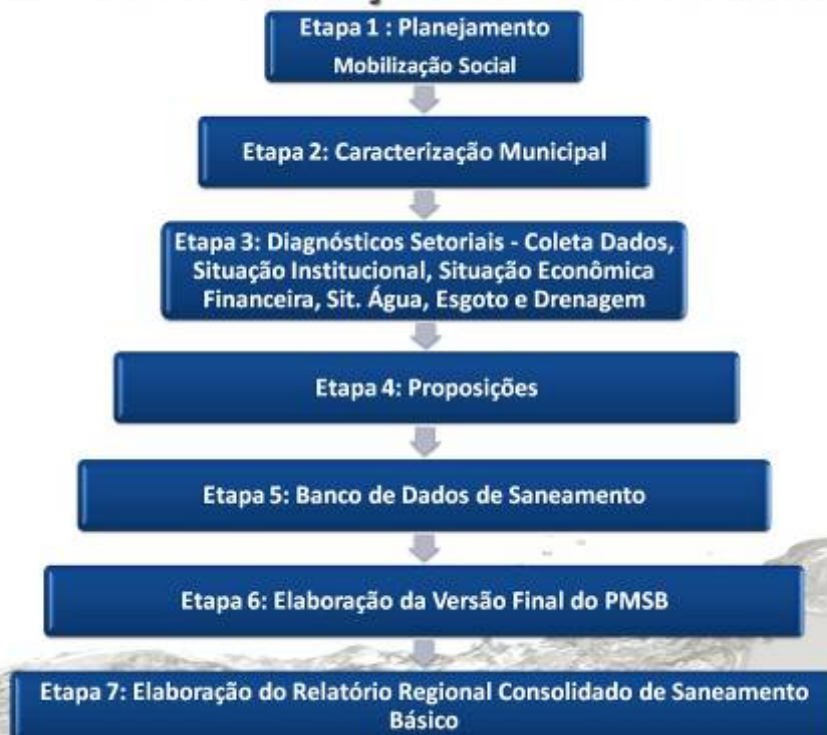 Etapa 1 : Planejamento
Mobilização Social
Etapa 2: Caracterização Municipal
Etapa 3: Diagnósticos Setoriais - Coleta Dados,
Situação Institucional, Situação Econômica
Financeira, Sit. Água, Esgoto e Drenagem
Etapa 4: Proposições
Etapa 5: Banco de Dados de Saneamento
Etapa 6: Elaboração da Versão Final do PMSB
Etapa 7: Elaboração do Relatório Regional Consolidado de Saneamento
Básico